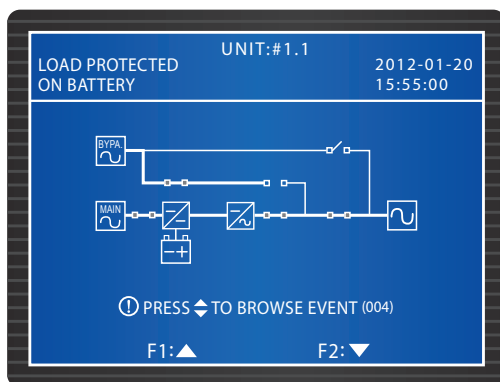 UNIT:#1.1
LOAD PROTECTED
ON BATTERY
2012-01-20
15:55:00
BYPA.
MAIN
! PRESS ▲▼ TO BROWSE EVENT (004)
F1:▲ F2:▼